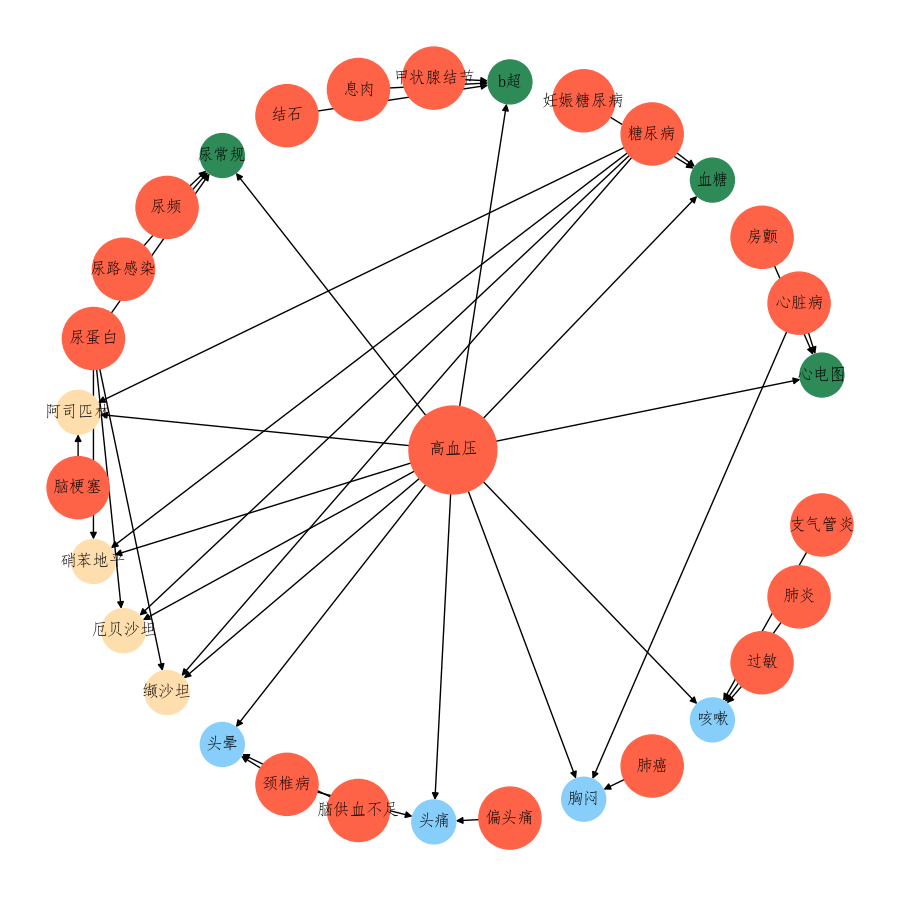 甲状腺结节
b超
息肉
妊娠糖尿病
结石
糖尿病
尿常规
血糖
尿频
房颤
尿路感染
心脏病
尿蛋白
心电图
阿司匹林
高血压
脑梗塞
支气管炎
硝苯地平
肺炎
厄贝沙坦
过敏
缬沙坦
咳嗽
头晕
肺癌
颈椎病
胸闷
脑供血不足
头痛
偏头痛